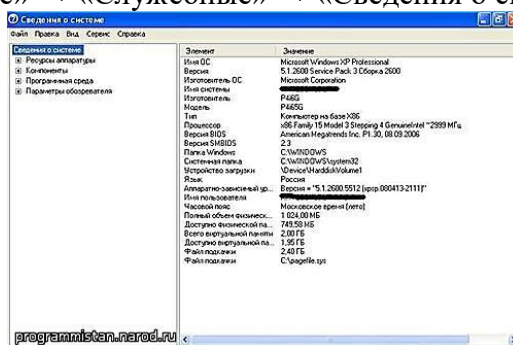 » → «Служебные» → «Сведения о си
Сведения о системе
Файл Правка Вид Сервис Справка
Сведения о системе
Ресурсы аппаратуры
Компоненты
Программная среда
Параметры обозревателя
Элемент Значение
Имя ОС Microsoft Windows XP Professional
Версия 5.1.2600 Service Pack 3 Сборка 2600
Изготовитель ОС Microsoft Corporation
Имя системы
Изготовитель P46G
Модель P465G
Тип Компьютер на базе X86
Процессор x86 Family 15 Model 3 Stepping 4 GenuineIntel ~2999 МГц
Версия BIOS American Megatrends Inc. P1.30, 08.09.2006
Версия SMBIOS 2.3
Папка Windows C:\WINDOWS
Системная папка C:\WINDOWS\system32
Устройство загрузки \Device\HarddiskVolume1
Язык Россия
Аппаратно-зависимый ур... Версия = "5.1.2600.5512 (xpsp.080413-2111)"
Имя пользователя
Часовой пояс Московское время (лето)
Полный объем физическ... 1 024,00 МБ
Доступно физической па... 749,58 МБ
Всего виртуальной памяти 2,00 ГБ
Доступно виртуальной па... 1,95 ГБ
Файл подкачки 2,40 ГБ
Файл подкачки C:\pagefile.sys
programmistan.narod.ru